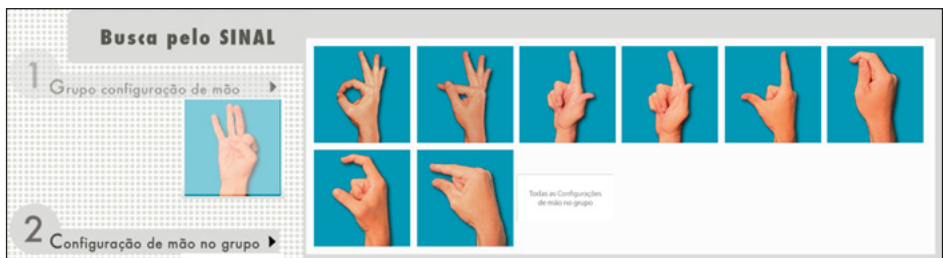 Busca pelo SINAL
1 Grupo configuração de mão
2 Configuração de mão no grupo
Todas as Configurações
de mão no grupo